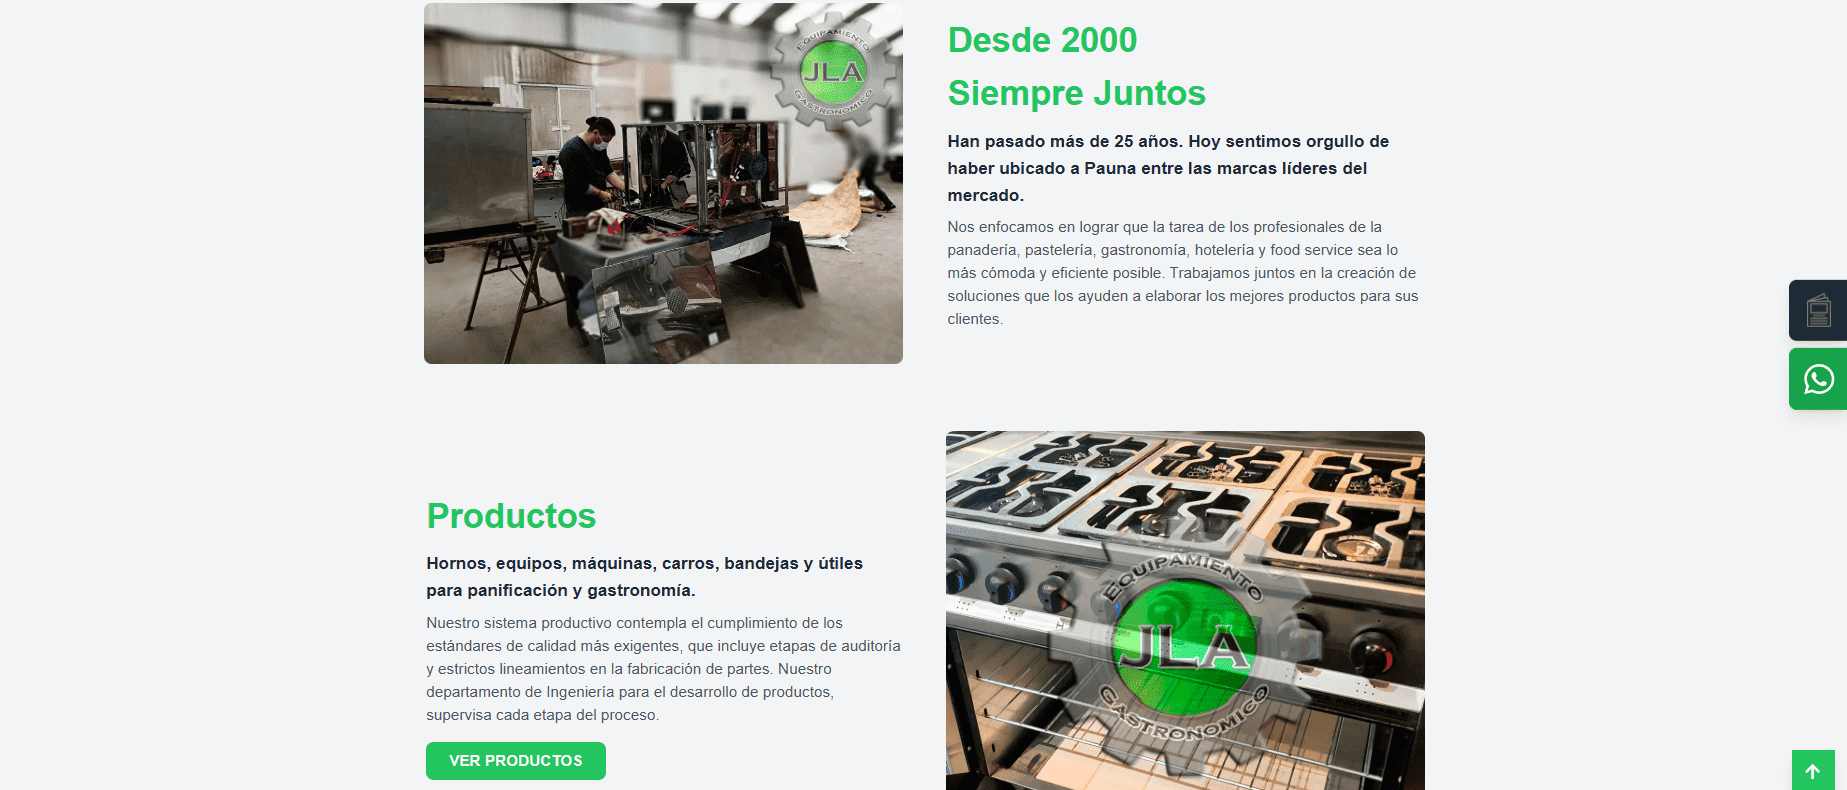 EQUIPAMIENTO
JLA
GASTRONOMICO
Desde 2000
Siempre Juntos
Han pasado más de 25 años. Hoy sentimos orgullo de
haber ubicado a Pauna entre las marcas líderes del
mercado.
Nos enfocamos en lograr que la tarea de los profesionales de la
panadería, pastelería, gastronomía, hotelería y food service sea lo
más cómoda y eficiente posible. Trabajamos juntos en la creación de
soluciones que los ayuden a elaborar los mejores productos para sus
clientes.
Productos
Hornos, equipos, máquinas, carros, bandejas y útiles
para panificación y gastronomía.
Nuestro sistema productivo contempla el cumplimiento de los
estándares de calidad más exigentes, que incluye etapas de auditoría
y estrictos lineamientos en la fabricación de partes. Nuestro
departamento de Ingeniería para el desarrollo de productos,
supervisa cada etapa del proceso.
VER PRODUCTOS
EQUIPAMIENTO
JLA
GASTRONOMICO